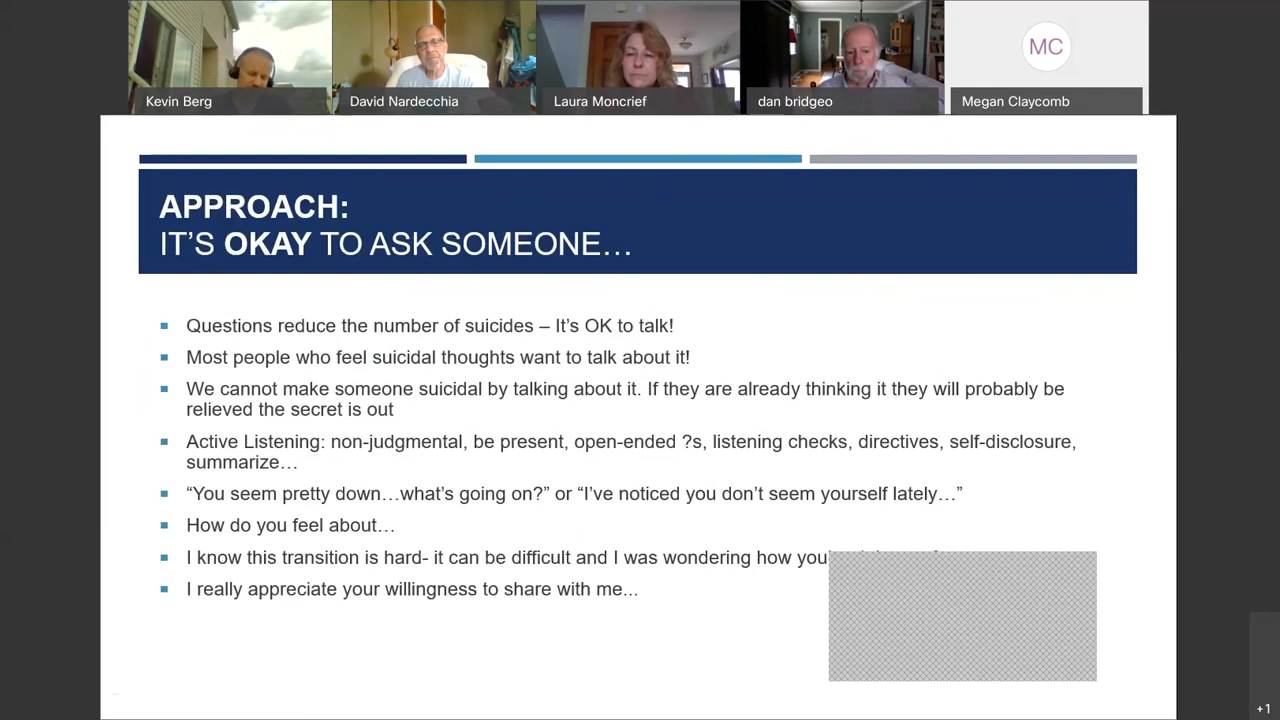 MC
Kevin Berg
David Nardecchia
Laura Moncrief
dan bridgeo
Megan Claycomb
APPROACH:
IT’S OKAY TO ASK SOMEONE…
Questions reduce the number of suicides – It’s OK to talk!
Most people who feel suicidal thoughts want to talk about it!
We cannot make someone suicidal by talking about it. If they are already thinking it they will probably be
relieved the secret is out
Active Listening: non-judgmental, be present, open-ended ?s, listening checks, directives, self-disclosure,
summarize…
“You seem pretty down…what’s going on?” or “I’ve noticed you don’t seem yourself lately…”
How do you feel about…
I know this transition is hard- it can be difficult and I was wondering how
I really appreciate your willingness to share with me...
+1